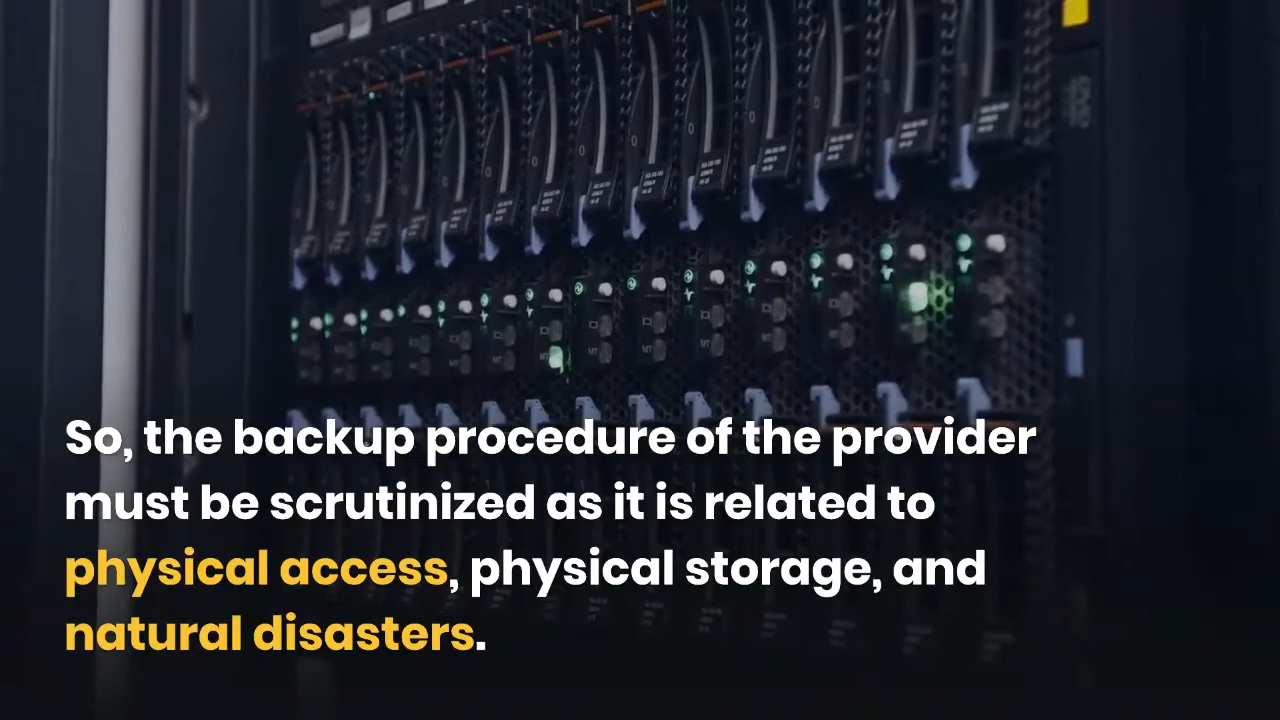 So, the backup procedure of the provider
must be scrutinized as it is related to
physical access, physical storage, and
natural disasters.